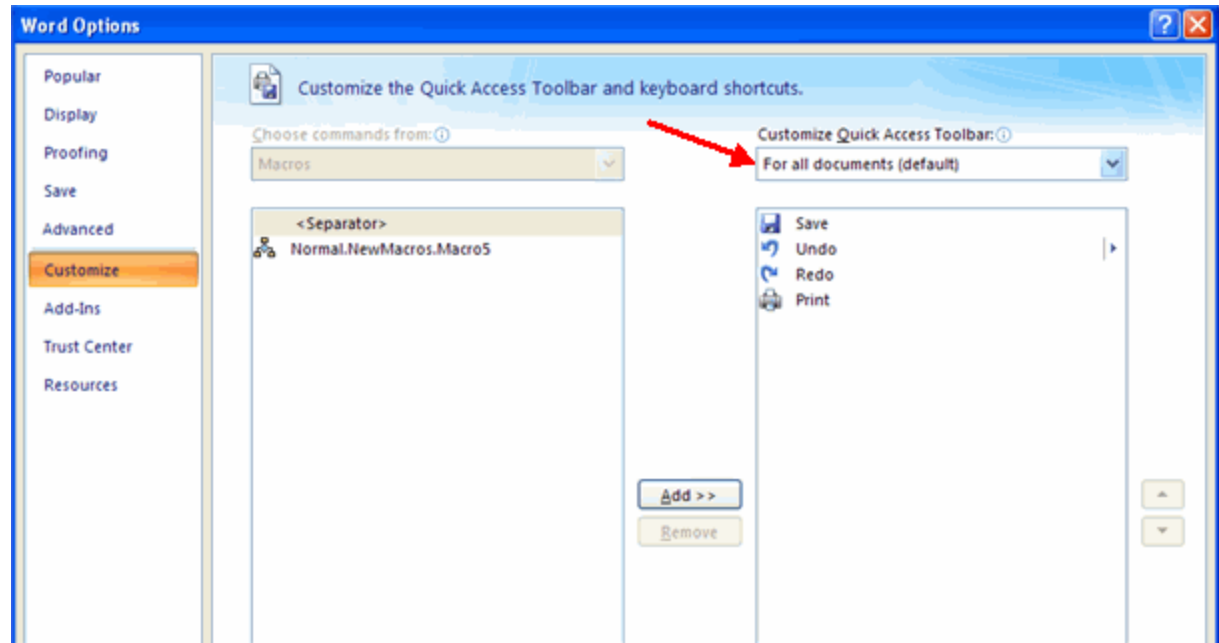 Word Options
Popular
Display
Proofing
Save
Advanced
Customize
Add-Ins
Trust Center
Resources
Customize the Quick Access Toolbar and keyboard shortcuts.
Choose commands from:
Macros
<Separator>
Normal.NewMacros.Macro5
Add >>
Remove
Customize Quick Access Toolbar:
For all documents (default)
Save
Undo
Redo
Print